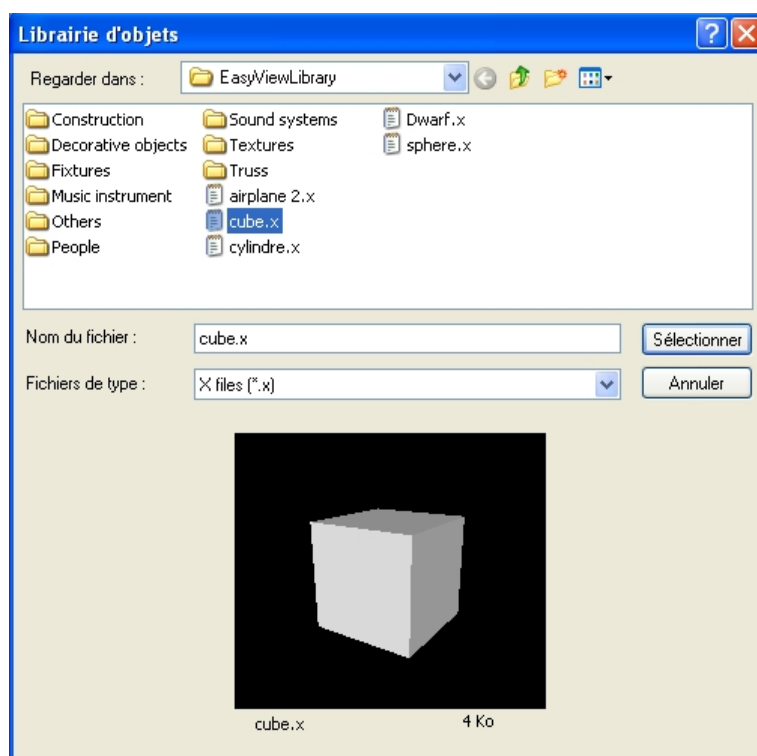 Librairie d'objets
Regarder dans :
EasyViewLibrary
Construction
Decorative objects
Fixtures
Music instrument
Others
People
Sound systems
Textures
Truss
airplane 2.x
cube.x
cylindre.x
Dwarf.x
sphere.x
Nom du fichier :
cube.x
Sélectionner
Fichiers de type :
X files (*.x)
Annuler
cube.x
4 Ko